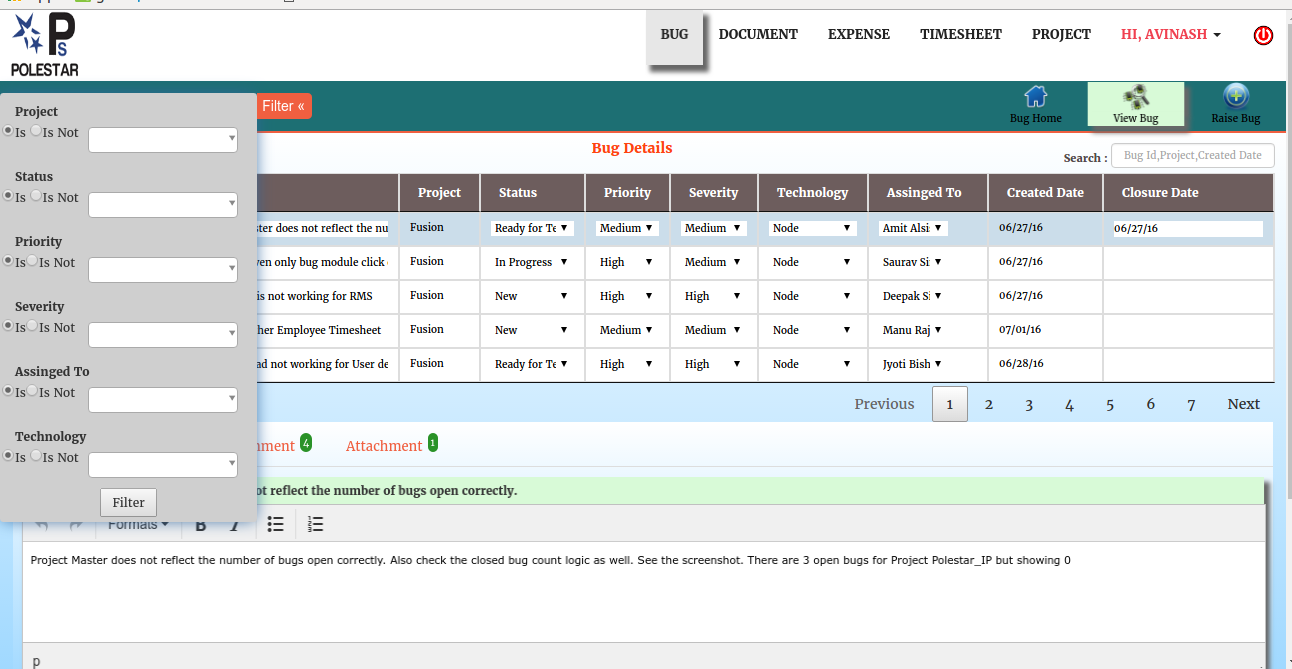 PS
POLESTAR
BUG DOCUMENT EXPENSE TIMESHEET PROJECT HI, AVINASH
Filter «
Bug Home View Bug Raise Bug
Project
Is Is Not
Status
Is Is Not
Priority
Is Is Not
Severity
Is Is Not
Assinged To
Is Is Not
Technology
Is Is Not
Filter
Bug Details
Search : Bug Id,Project,Created Date
Project Status Priority Severity Technology Assinged To Created Date Closure Date
ster does not reflect the nu Fusion Ready for Te Medium Medium Node Amit Alsi 06/27/16 06/27/16
ven only bug module click Fusion In Progress High Medium Node Saurav Si 06/27/16
is not working for RMS Fusion New High High Node Deepak S 06/27/16
her Employee Timesheet Fusion New Medium Medium Node Manu Raj 07/01/16
ad not working for User de Fusion Ready for Te High High Node Jyoti Bish 06/28/16
Previous 1 2 3 4 5 6 7 Next
nment 4 Attachment 1
ot reflect the number of bugs open correctly.
Formats B I
Project Master does not reflect the number of bugs open correctly. Also check the closed bug count logic as well. See the screenshot. There are 3 open bugs for Project Polestar_IP but showing 0
p